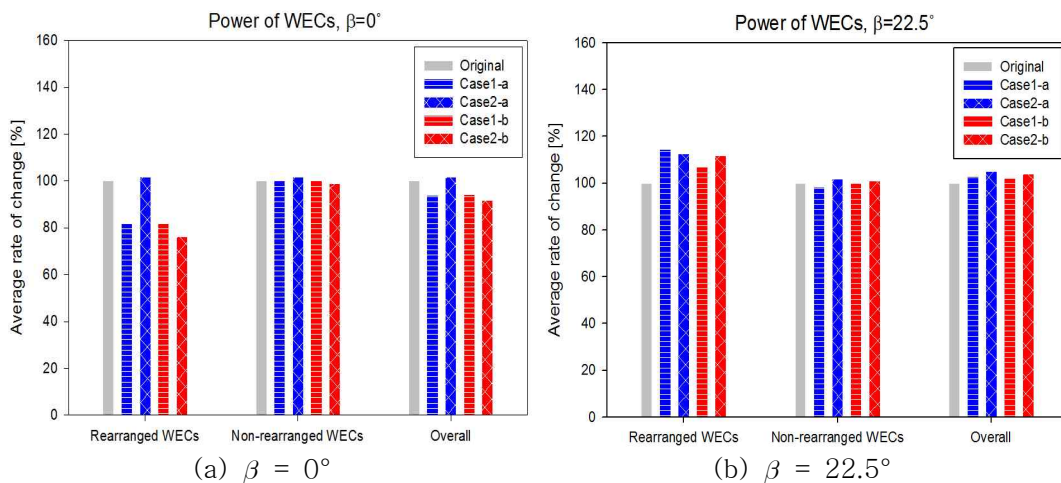 Power of WECs, β=0°
Average rate of change [%]
160
140
120
100
80
60
40
20
0
Original
Case1-a
Case2-a
Case1-b
Case2-b
Rearranged WECs Non-rearranged WECs Overall
(a) β = 0°
Power of WECs, β=22.5°
Average rate of change [%]
160
140
120
100
80
60
40
20
0
Original
Case1-a
Case2-a
Case1-b
Case2-b
Rearranged WECs Non-rearranged WECs Overall
(b) β = 22.5°